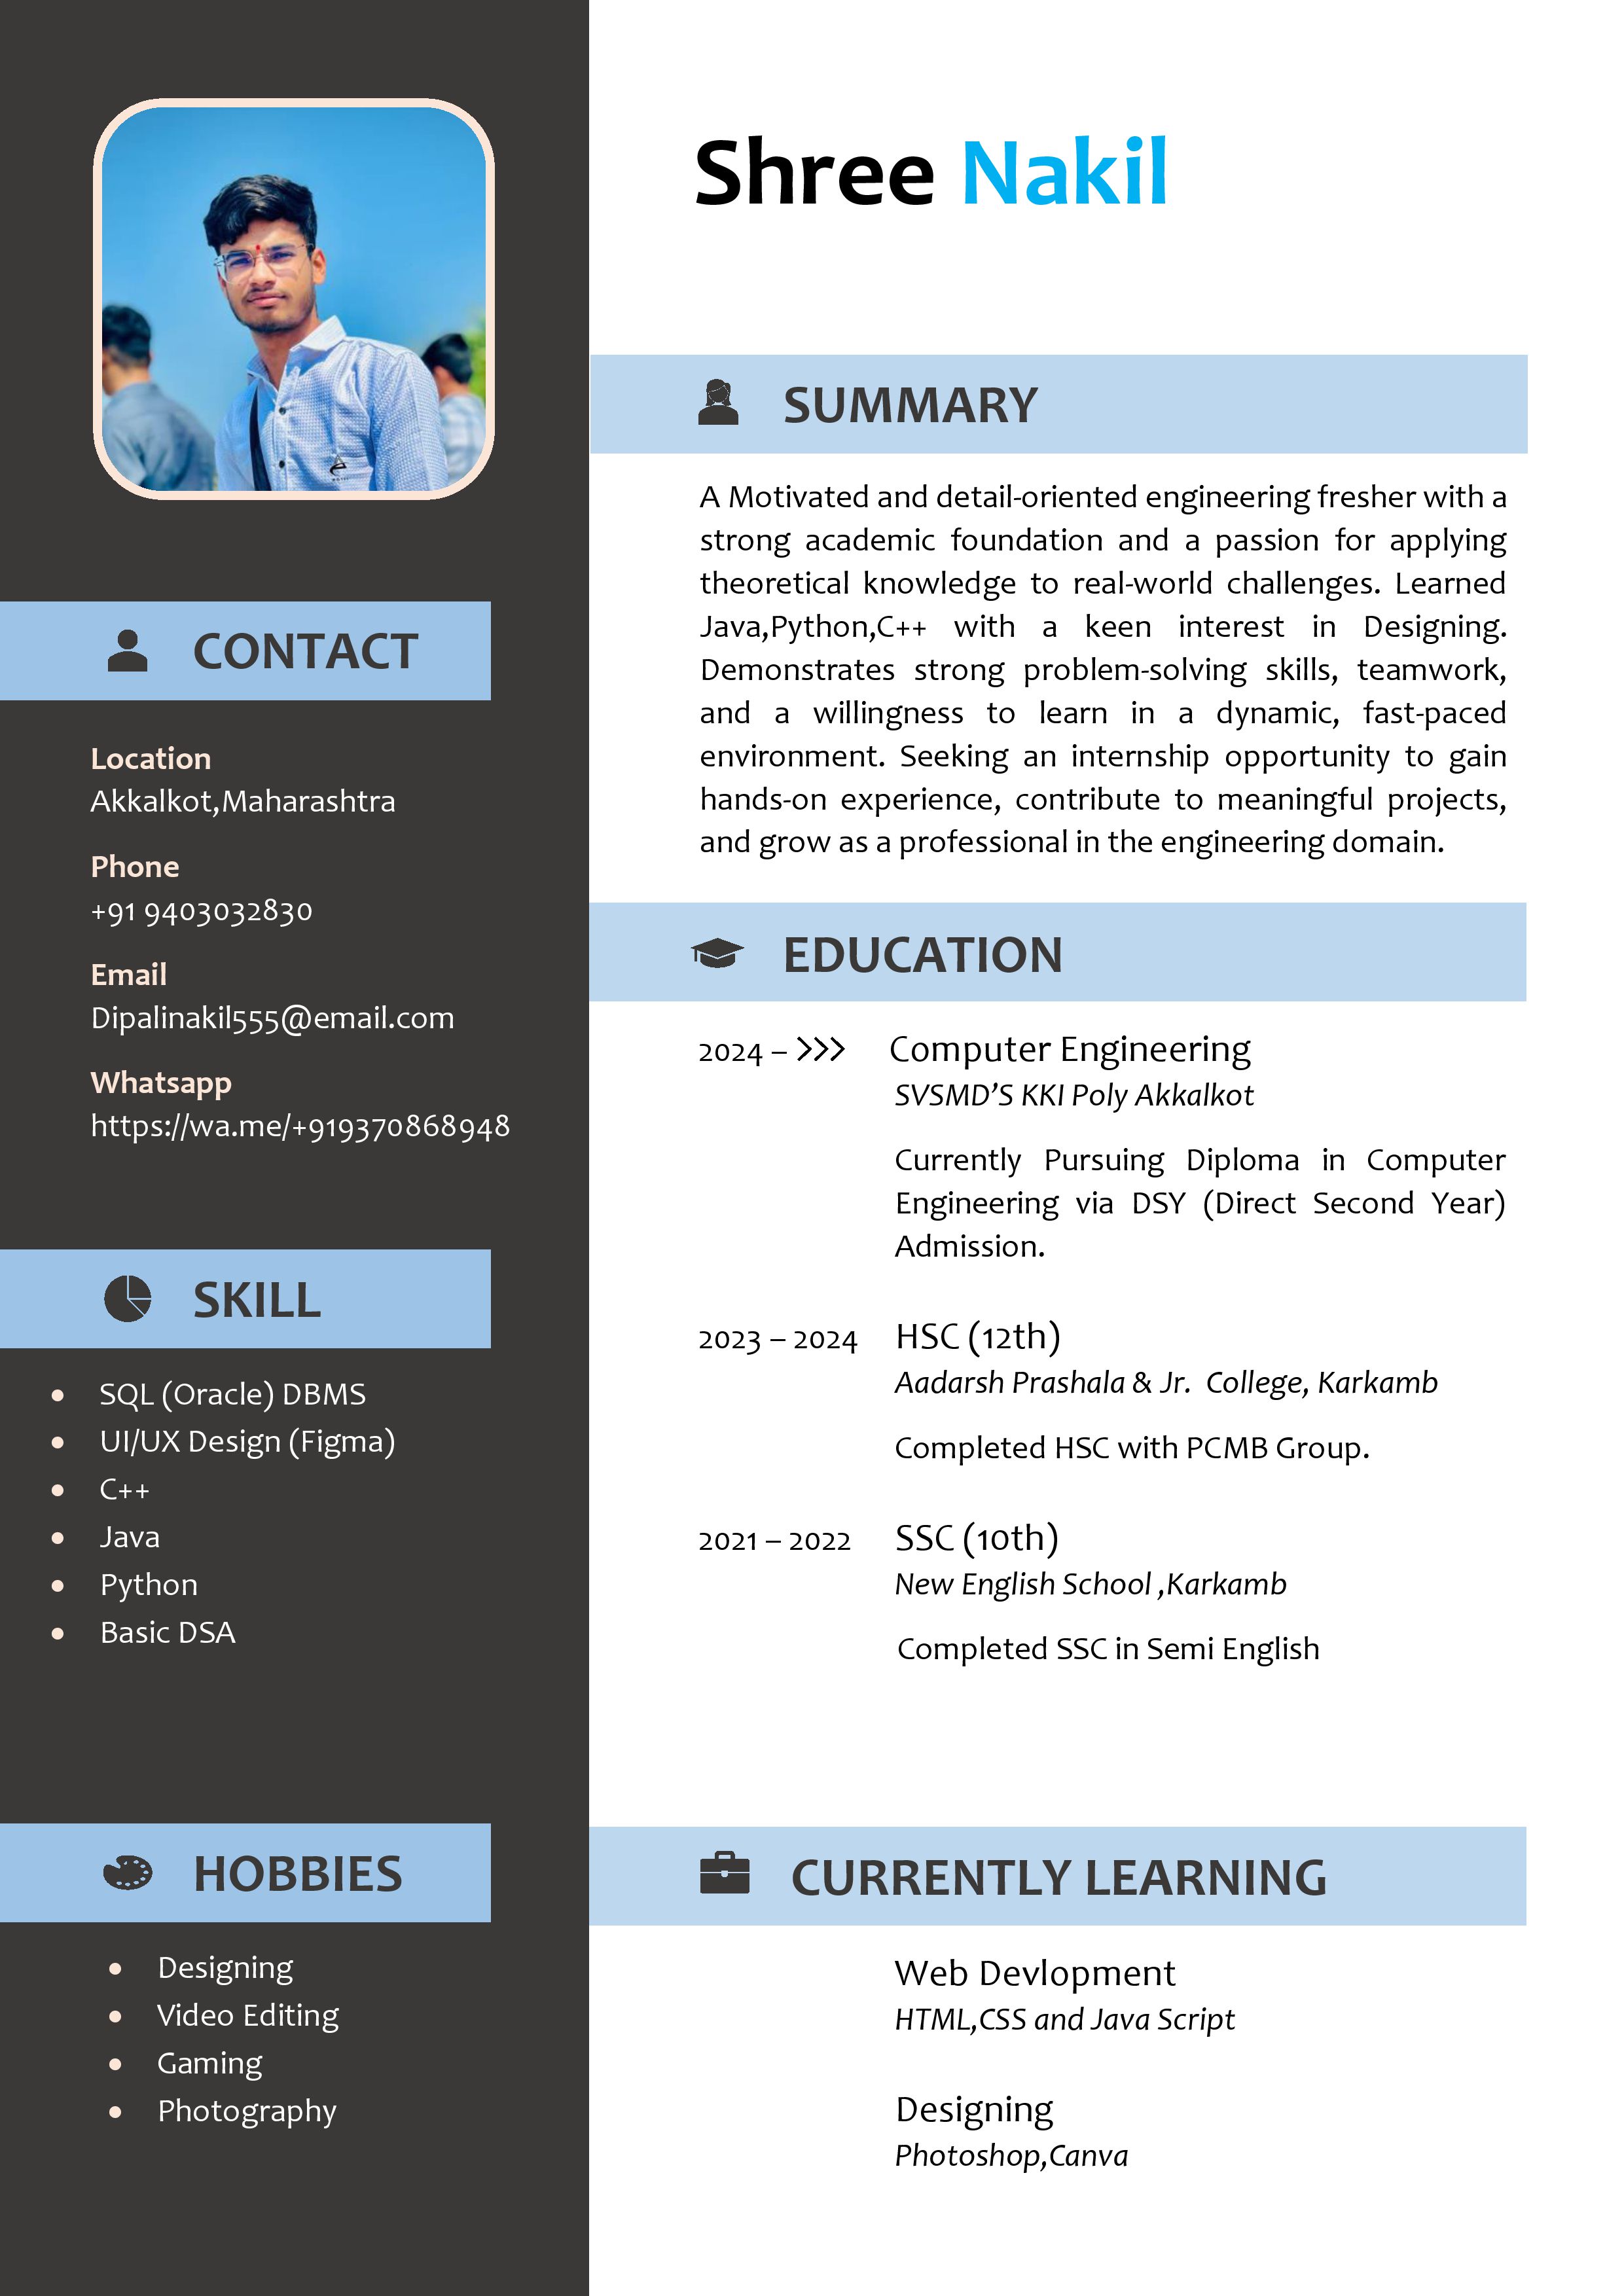 Shree Nakil
CONTACT
Location
Akkalkot,Maharashtra
Phone
+91 9403032830
Email
Dipalinakil555@email.com
Whatsapp
https://wa.me/+919370868948
SKILL
SQL (Oracle) DBMS
UI/UX Design (Figma)
C++
Java
Python
Basic DSA
HOBBIES
Designing
Video Editing
Gaming
Photography
SUMMARY
A Motivated and detail-oriented engineering fresher with a
strong academic foundation and a passion for applying
theoretical knowledge to real-world challenges. Learned
Java,Python,C++ with a keen interest in Designing.
Demonstrates strong problem-solving skills, teamwork,
and a willingness to learn in a dynamic, fast-paced
environment. Seeking an internship opportunity to gain
hands-on experience, contribute to meaningful projects,
and grow as a professional in the engineering domain.
EDUCATION
2024 – >>> Computer Engineering
SVSMD’S KKI Poly Akkalkot
Currently Pursuing Diploma in Computer
Engineering via DSY (Direct Second Year)
Admission.
2023 – 2024 HSC (12th)
Aadarsh Prashala & Jr. College, Karkamb
Completed HSC with PCMB Group.
2021 – 2022 SSC (10th)
New English School ,Karkamb
Completed SSC in Semi English
CURRENTLY LEARNING
Web Devlopment
HTML,CSS and Java Script
Designing
Photoshop,Canva